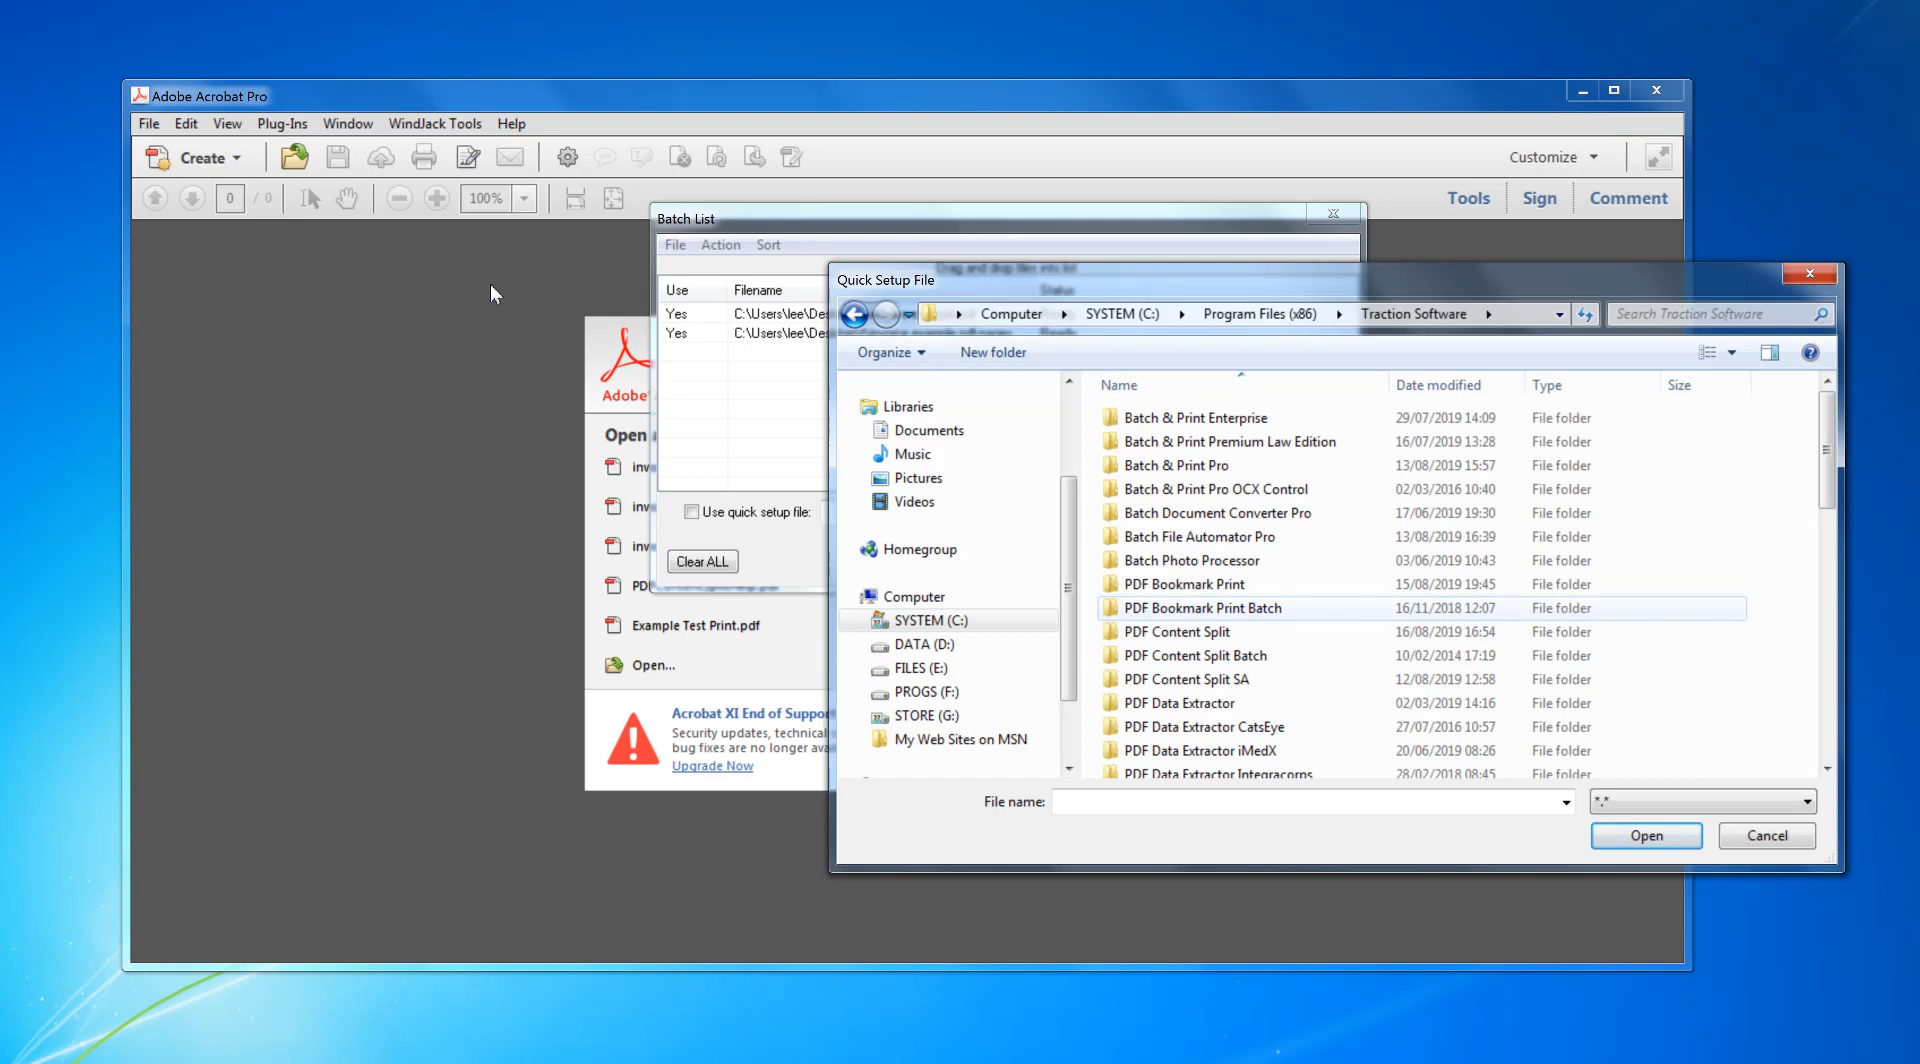 Adobe Acrobat Pro
File Edit View Plug-Ins Window WindJack Tools Help
Create
Customize
0 / 0
100%
Tools Sign Comment
Batch List
File Action Sort
Drag and drop files into list
Use Filename Status
Yes C:\Users\lee\Des
Yes C:\Users\lee\Des
Use quick setup file:
Clear ALL
Adobe
Open
inv
inv
inv
PD
Example Test Print.pdf
Open...
Acrobat XI End of Suppor
Security updates, technical
bug fixes are no longer ava
Upgrade Now
Quick Setup File
Computer SYSTEM (C:) Program Files (x86) Traction Software
Search Traction Software
Organize New folder
Libraries
Documents
Music
Pictures
Videos
Homegroup
Computer
SYSTEM (C:)
DATA (D:)
FILES (E:)
PROGS (F:)
STORE (G:)
My Web Sites on MSN
Name Date modified Type Size
Batch & Print Enterprise 29/07/2019 14:09 File folder
Batch & Print Premium Law Edition 16/07/2019 13:28 File folder
Batch & Print Pro 13/08/2019 15:57 File folder
Batch & Print Pro OCX Control 02/03/2016 10:40 File folder
Batch Document Converter Pro 17/06/2019 19:30 File folder
Batch File Automator Pro 13/08/2019 16:39 File folder
Batch Photo Processor 03/06/2019 10:43 File folder
PDF Bookmark Print 15/08/2019 19:45 File folder
PDF Bookmark Print Batch 16/11/2018 12:07 File folder
PDF Content Split 16/08/2019 16:54 File folder
PDF Content Split Batch 10/02/2014 17:19 File folder
PDF Content Split SA 12/08/2019 12:58 File folder
PDF Data Extractor 02/03/2019 14:16 File folder
PDF Data Extractor CatsEye 27/07/2016 10:57 File folder
PDF Data Extractor iMedX 20/06/2019 08:26 File folder
PDF Data Extractor Integracorps 28/02/2018 08:45 File folder
File name:
*.*
Open Cancel